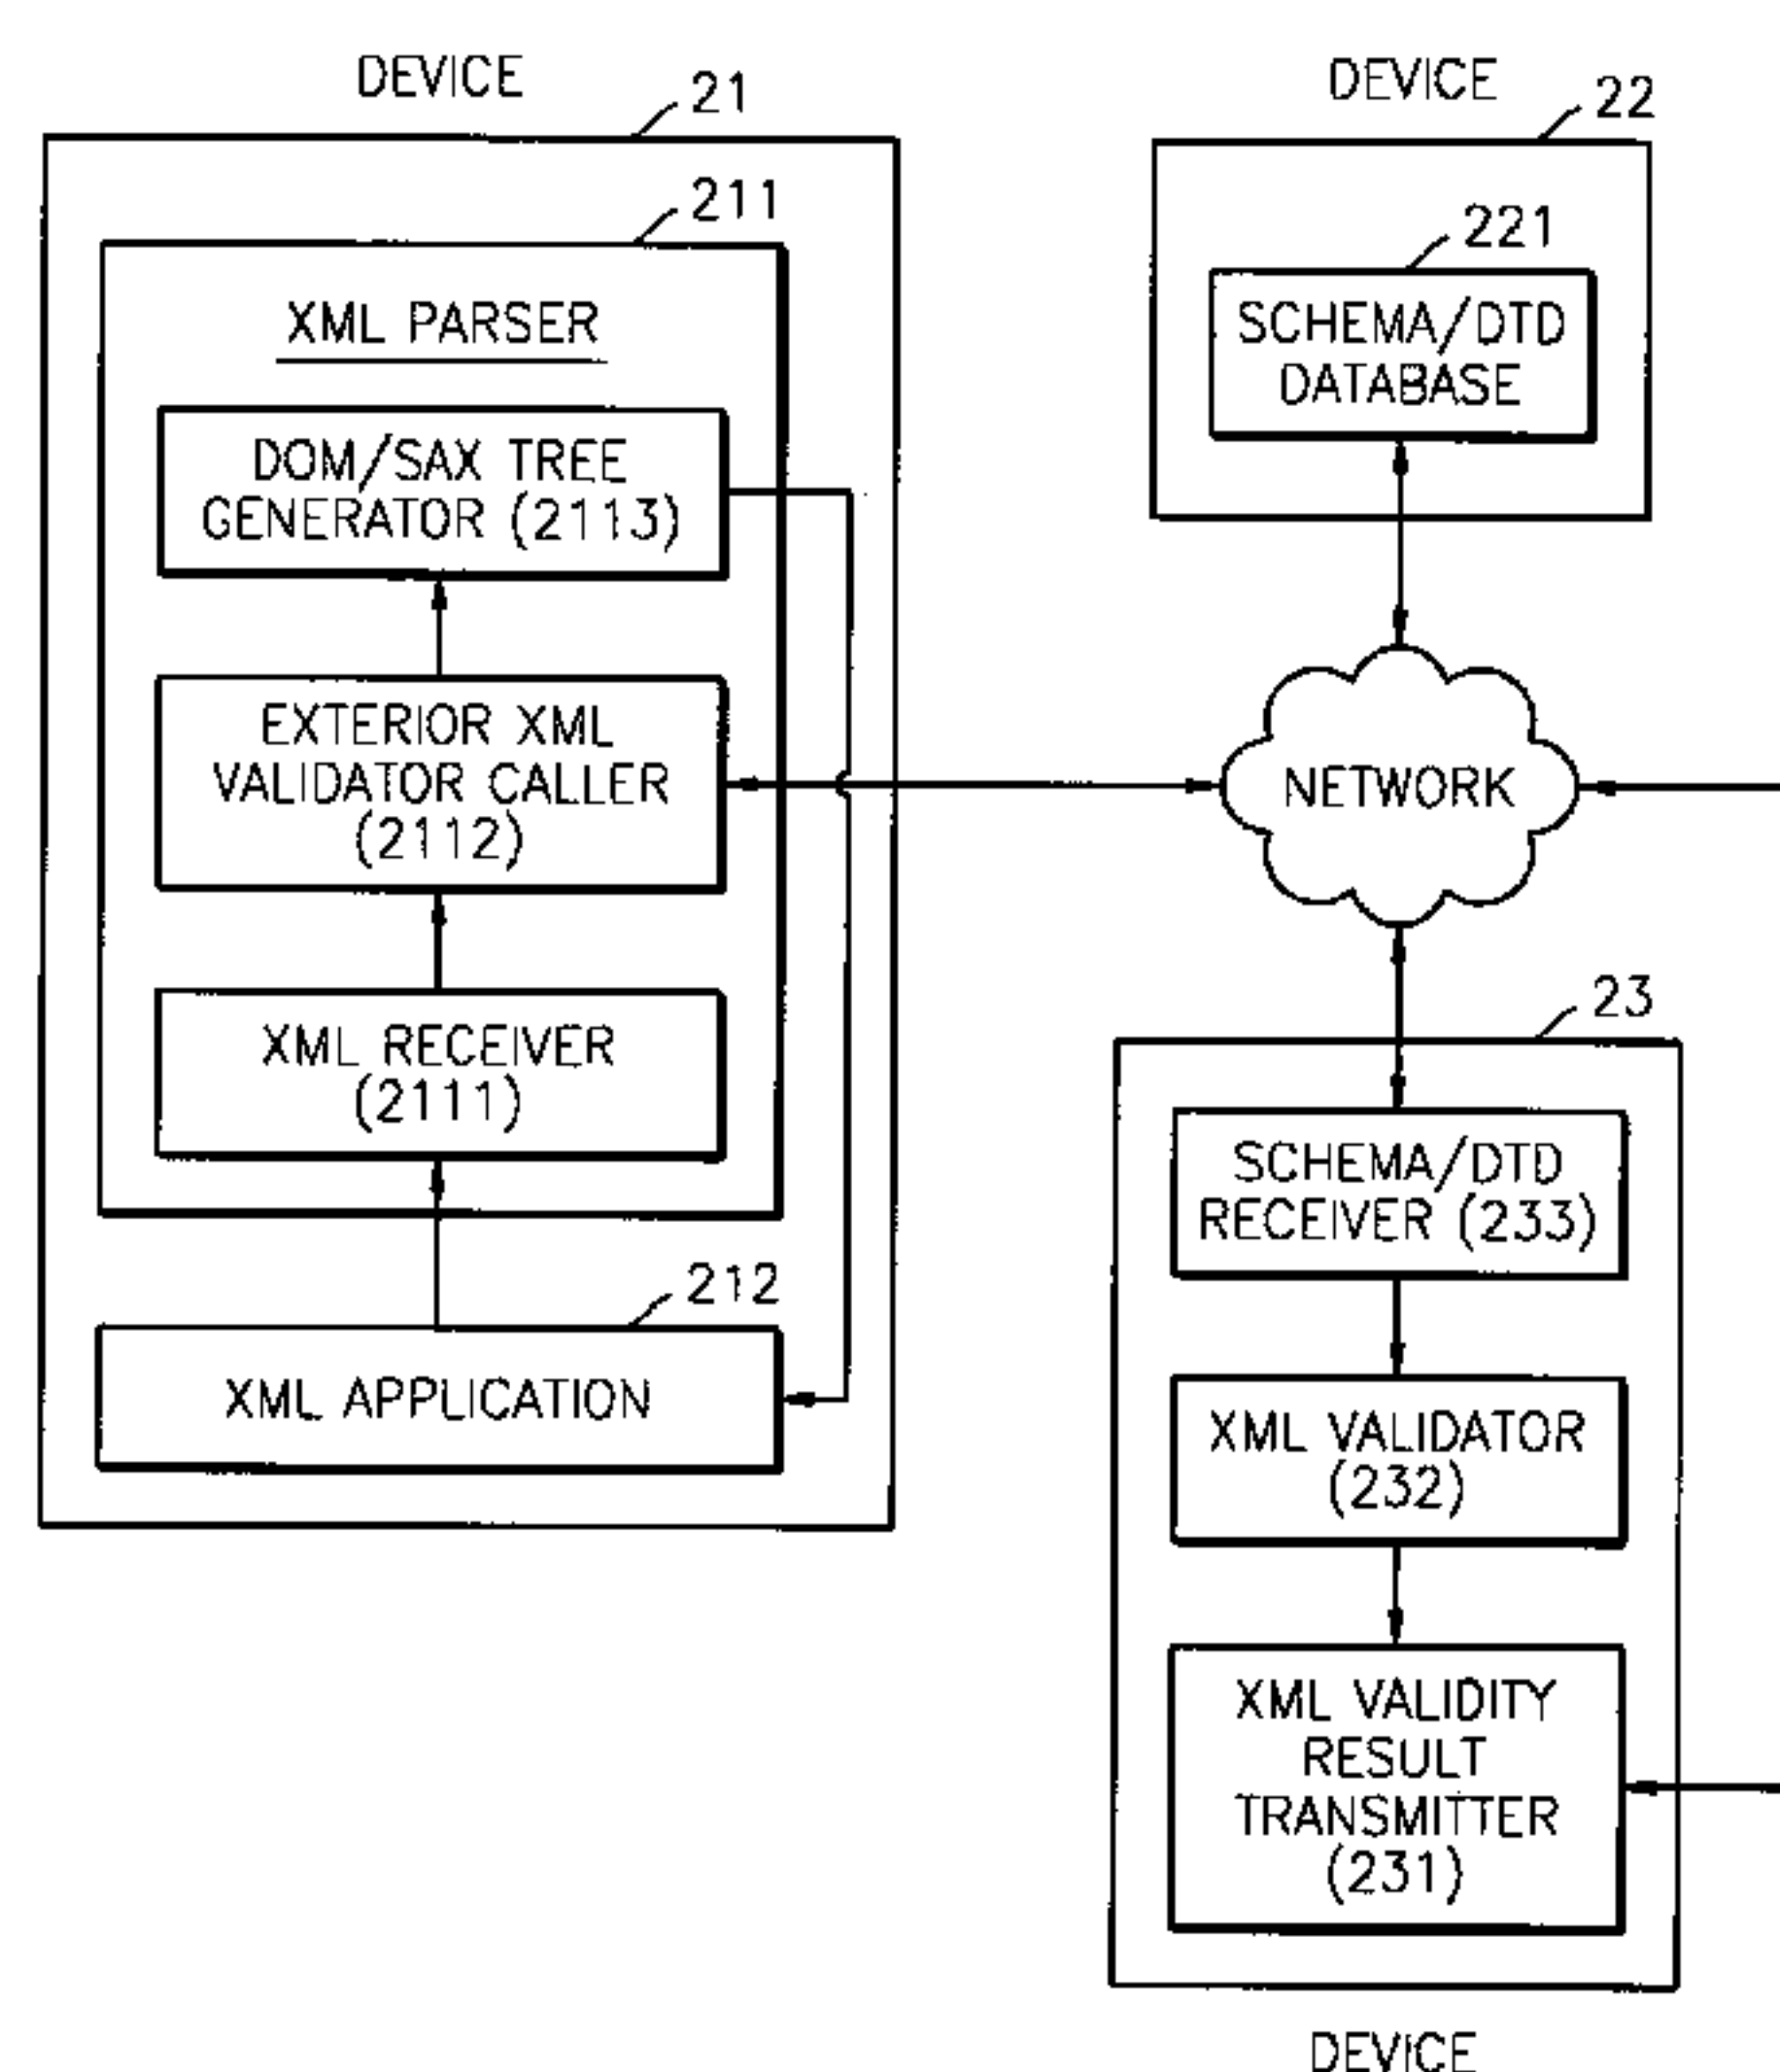 DEVICE
21
211
XML PARSER
DOM/SAX TREE
GENERATOR (2113)
EXTERIOR XML
VALIDATOR CALLER
(2112)
XML RECEIVER
(2111)
212
XML APPLICATION
DEVICE
22
221
SCHEMA/DTD
DATABASE
NETWORK
23
SCHEMA/DTD
RECEIVER (233)
XML VALIDATOR
(232)
XML VALIDITY
RESULT
TRANSMITTER
(231)
DEVICE